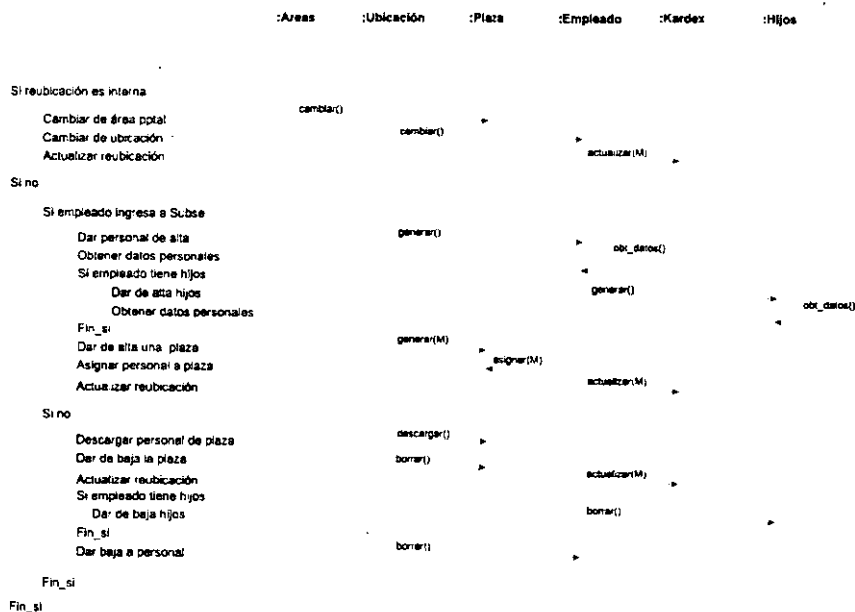 :Areas :Ubicación :Plaza :Empleado :Kardex :Hijos
Si reubicación es interna
cambiar()
Cambiar de área pptal
cambiar()
Cambiar de ubicación
actualizar(M)
Actualizar reubicación
Si no
Si empleado ingresa a Subse
generar()
Dar personal de alta
obt_datos()
Obtener datos personales
Si empleado tiene hijos
generar()
Dar de alta hijos
obt_datos()
Obtener datos personales
Fin_si
generar(M)
Dar de alta una plaza
asignar(M)
Asignar personal a plaza
actualizar(M)
Actualizar reubicación
Si no
descargar()
Descargar personal de plaza
borrar()
Dar de baja la plaza
actualizar(M)
Actualizar reubicación
Si empleado tiene hijos
borrar()
Dar de baja hijos
Fin_si
borrar()
Dar baja a personal
Fin_si
Fin_si